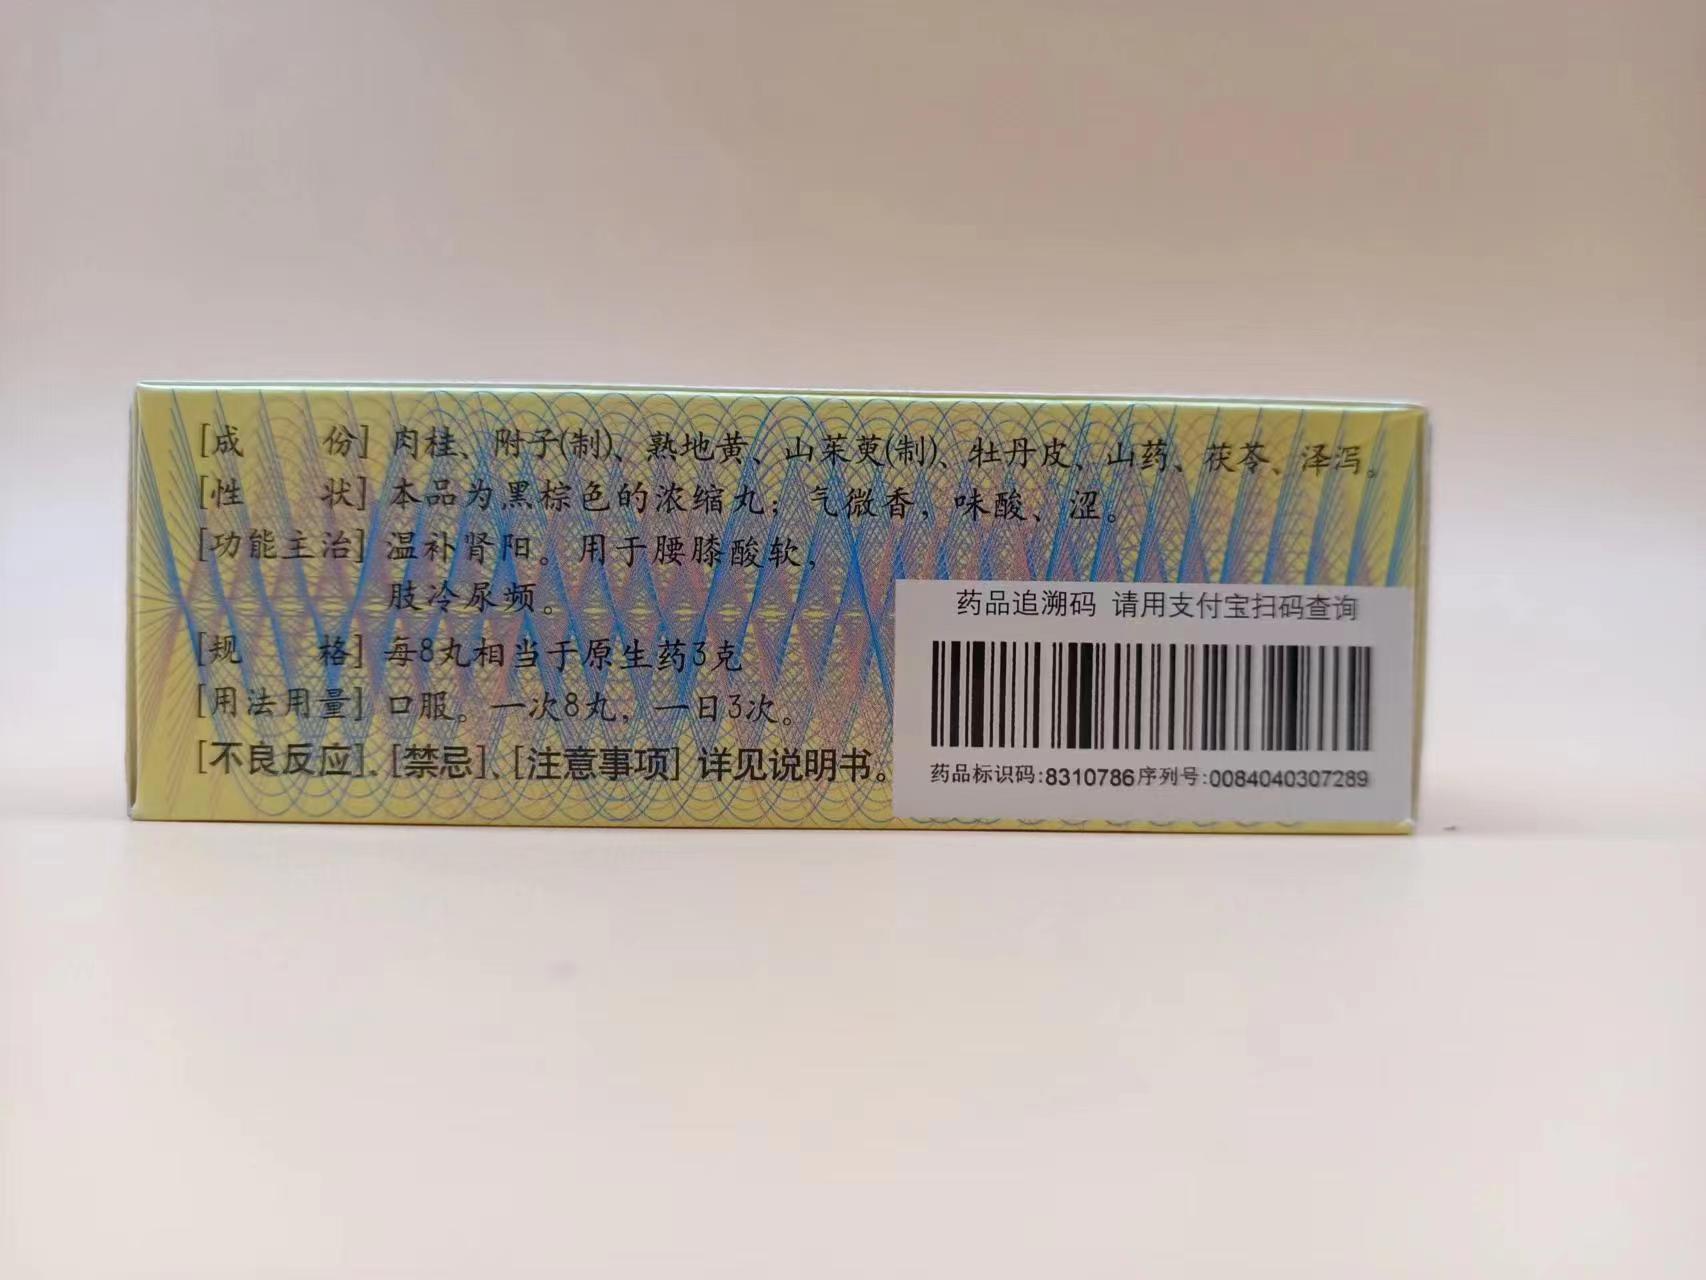 [成份] 肉桂、附子(制)、熟地黄、山茱萸(制)、牡丹皮、山药、茯苓、泽泻。
[性状] 本品为黑棕色的浓缩丸；气微香，味酸、涩。
[功能主治] 温补肾阳。用于腰膝酸软，
肢冷尿频。
[规格] 每8丸相当于原生药3克
[用法用量] 口服。一次8丸，一日3次。
[不良反应]、[禁忌]、[注意事项] 详见说明书。
药品追溯码 请用支付宝扫码查询
药品标识码:8310786序列号:0084040307289